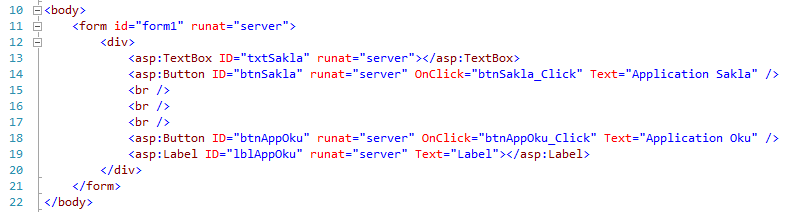 10 <body>
11 <form id="form1" runat="server">
12 <div>
13 <asp:TextBox ID="txtSakla" runat="server"></asp:TextBox>
14 <asp:Button ID="btnSakla" runat="server" OnClick="btnSakla_Click" Text="Application Sakla" />
15 <br />
16 <br />
17 <br />
18 <asp:Button ID="btnAppOku" runat="server" OnClick="btnAppOku_Click" Text="Application Oku" />
19 <asp:Label ID="lblAppOku" runat="server" Text="Label"></asp:Label>
20 </div>
21 </form>
22 </body>